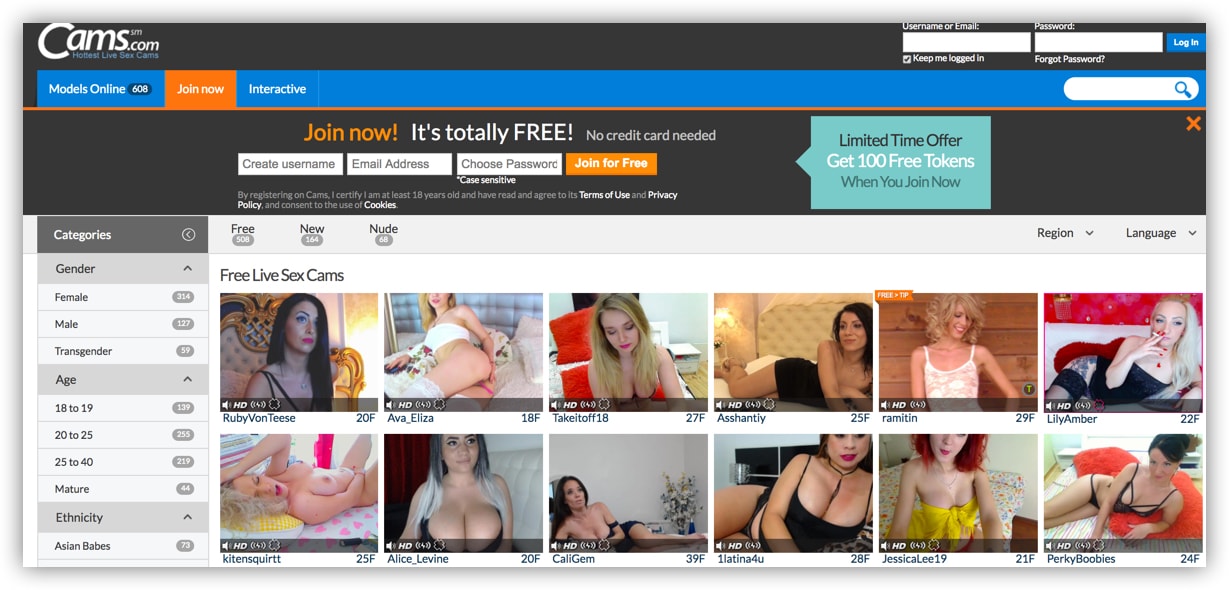 Cams.com sm
Hottest Live Sex Cams
Username or Email:
Password:
Log In
Keep me logged in
Forgot Password?
Models Online 608
Join now
Interactive
Join now! It's totally FREE! No credit card needed
Create username
Email Address
Choose Password
Join for Free
*Case sensitive
By registering on Cams, I certify I am at least 18 years old and have read and agree to its Terms of Use and Privacy
Policy, and consent to the use of Cookies.
Limited Time Offer
Get 100 Free Tokens
When You Join Now
Categories
Free 508
New 164
Nude 68
Region
Language
Gender
Female 314
Male 127
Transgender 59
Age
18 to 19 139
20 to 25 255
25 to 40 219
Mature 44
Ethnicity
Asian Babes 73
Free Live Sex Cams
FREE > TIP
T
HD HD HD HD HD HD
RubyVonTeese 20F
Ava_Eliza 18F
Takeitoff18 27F
Asshantiy 25F
ramitin 29F
LilyAmber 22F
HD HD HD HD HD HD
kitensquirtt 25F
Alice_Levine 20F
CaliGem 39F
1latina4u 28F
JessicaLee19 21F
PerkyBoobies 24F